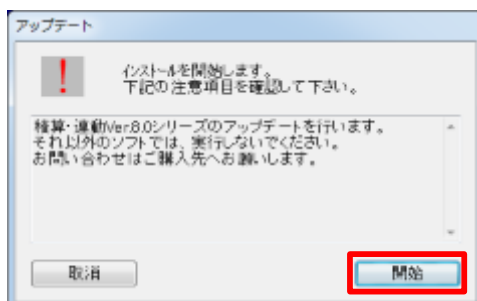 アップデート
インストールを開始します。
下記の注意項目を確認して下さい。
積算・連動Ver.8.0シリーズのアップデートを行います。
それ以外のソフトでは、実行しないでください。
お問い合わせはご購入先へお願いします。
取消
開始